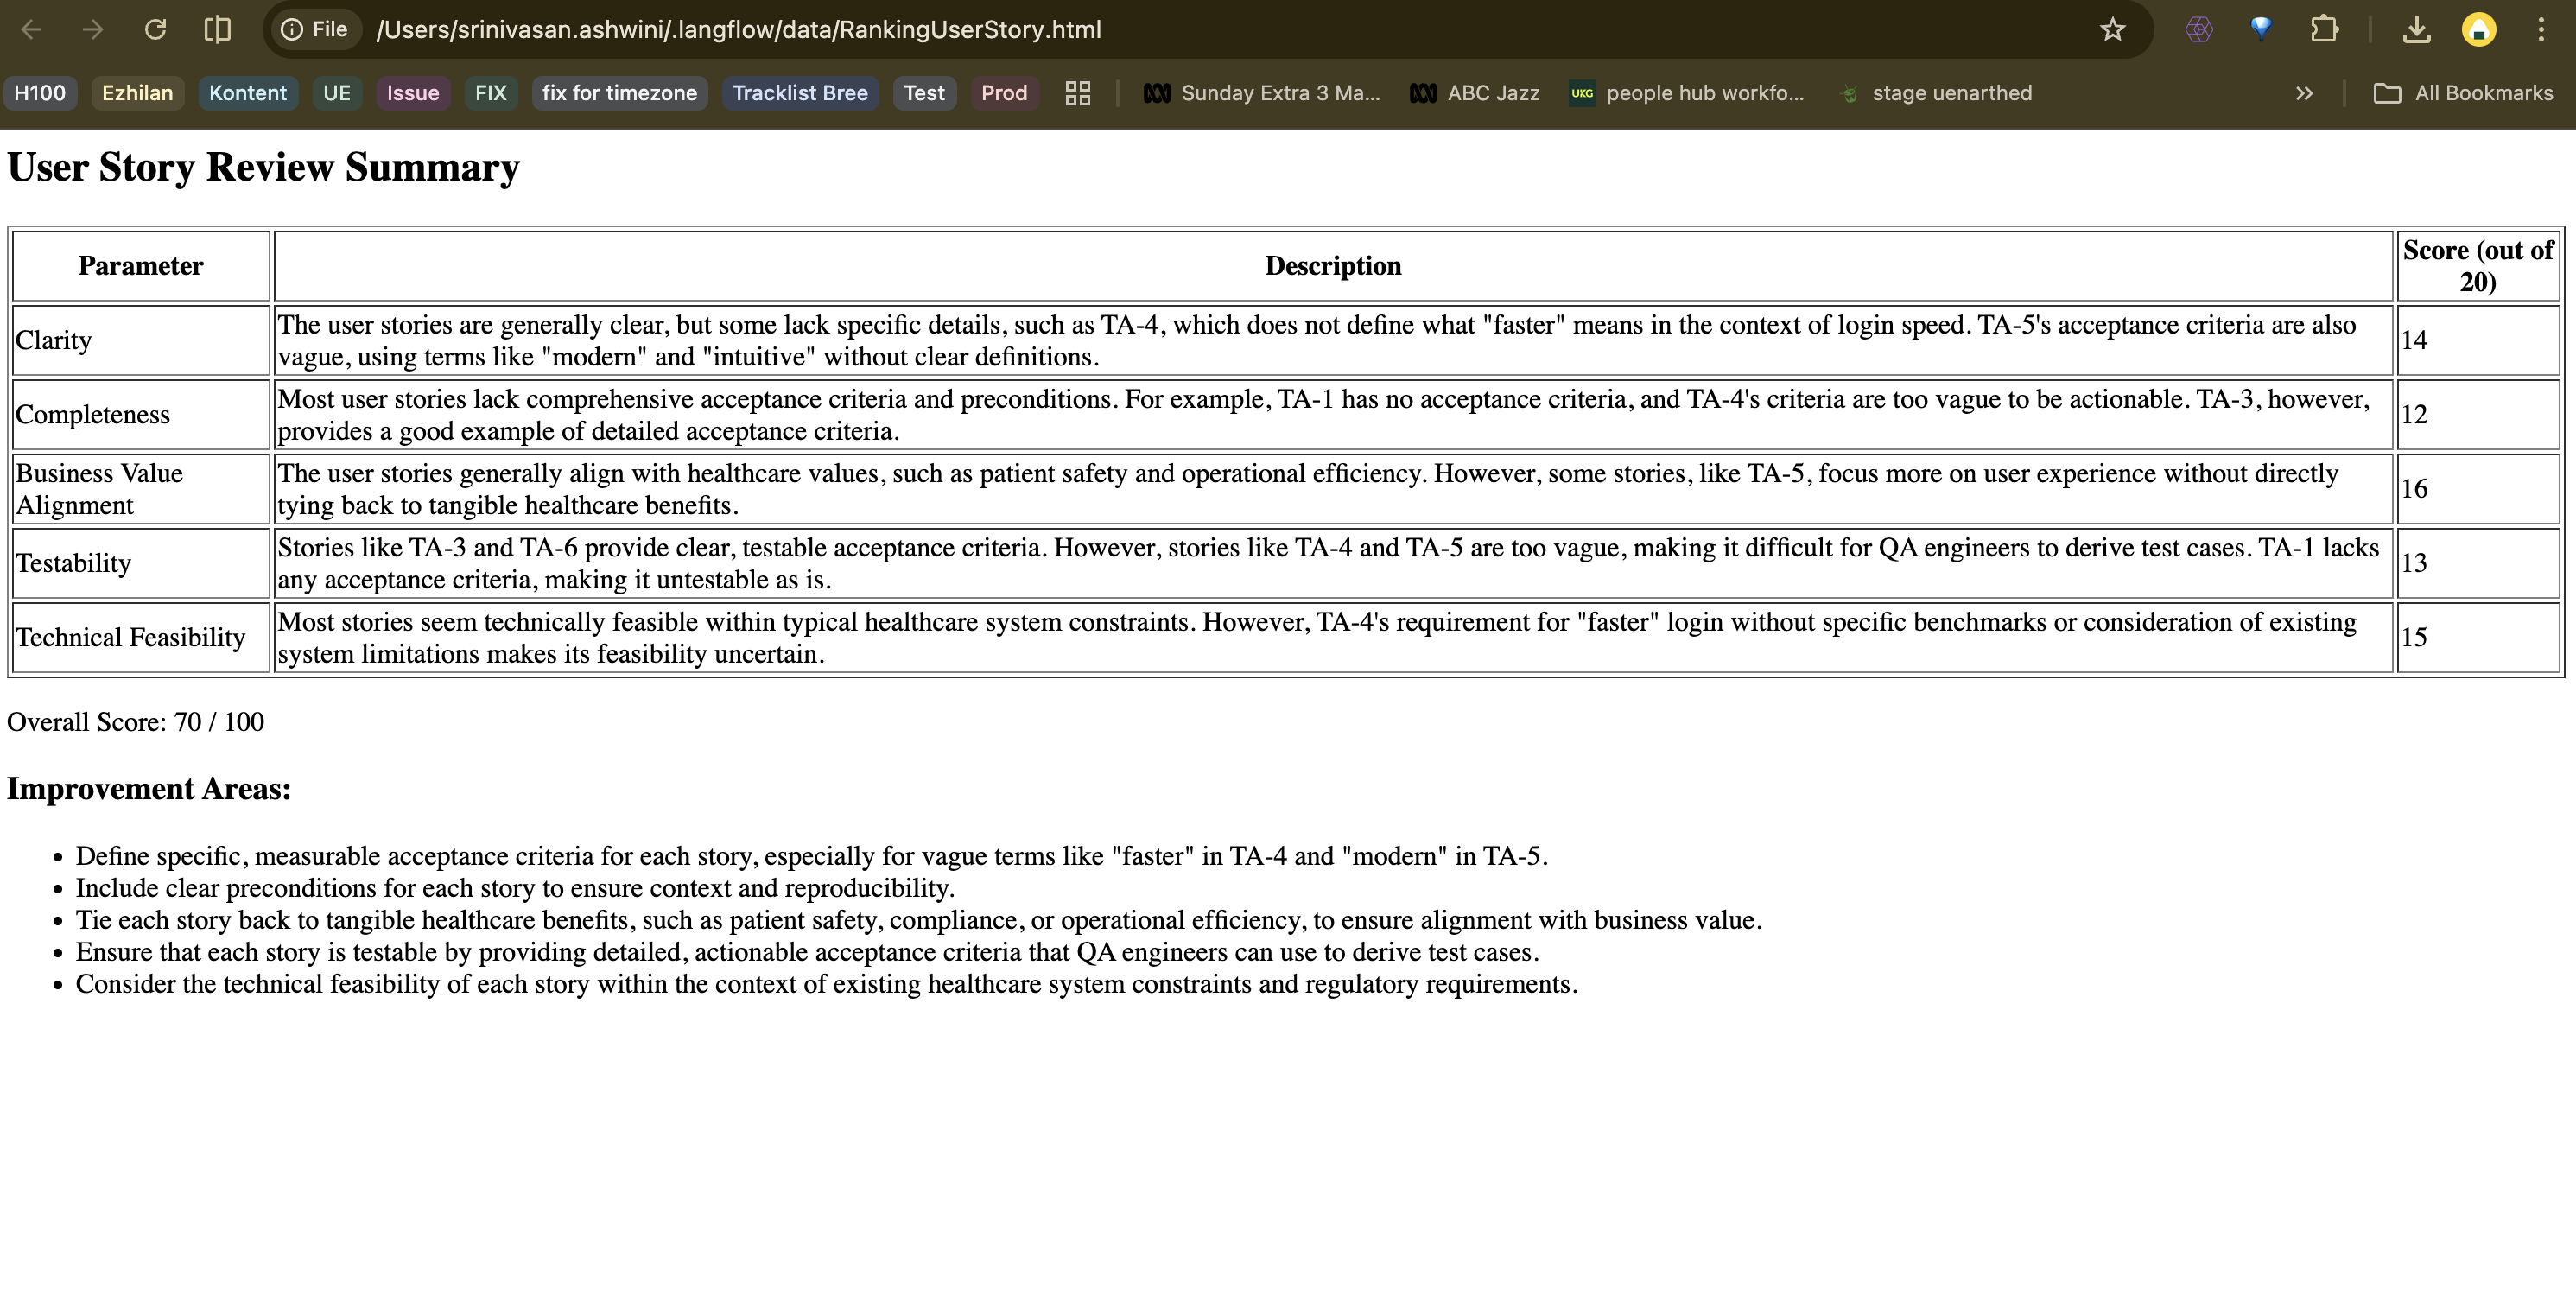 File /Users/srinivasan.ashwini/.langflow/data/RankingUserStory.html
H100 Ezhilan Kontent UE Issue FIX fix for timezone Tracklist Bree Test Prod Sunday Extra 3 Ma... ABC Jazz UKG people hub workfo... stage uenarthed All Bookmarks
User Story Review Summary
Parameter Description Score (out of
20)
Clarity
The user stories are generally clear, but some lack specific details, such as TA-4, which does not define what "faster" means in the context of login speed. TA-5's acceptance criteria are also
vague, using terms like "modern" and "intuitive" without clear definitions.
14
Completeness
Most user stories lack comprehensive acceptance criteria and preconditions. For example, TA-1 has no acceptance criteria, and TA-4's criteria are too vague to be actionable. TA-3, however,
provides a good example of detailed acceptance criteria.
12
Business Value
Alignment
The user stories generally align with healthcare values, such as patient safety and operational efficiency. However, some stories, like TA-5, focus more on user experience without directly
tying back to tangible healthcare benefits.
16
Testability
Stories like TA-3 and TA-6 provide clear, testable acceptance criteria. However, stories like TA-4 and TA-5 are too vague, making it difficult for QA engineers to derive test cases. TA-1 lacks
any acceptance criteria, making it untestable as is.
13
Technical Feasibility
Most stories seem technically feasible within typical healthcare system constraints. However, TA-4's requirement for "faster" login without specific benchmarks or consideration of existing
system limitations makes its feasibility uncertain.
15
Overall Score: 70 / 100
Improvement Areas:
• Define specific, measurable acceptance criteria for each story, especially for vague terms like "faster" in TA-4 and "modern" in TA-5.
• Include clear preconditions for each story to ensure context and reproducibility.
• Tie each story back to tangible healthcare benefits, such as patient safety, compliance, or operational efficiency, to ensure alignment with business value.
• Ensure that each story is testable by providing detailed, actionable acceptance criteria that QA engineers can use to derive test cases.
• Consider the technical feasibility of each story within the context of existing healthcare system constraints and regulatory requirements.